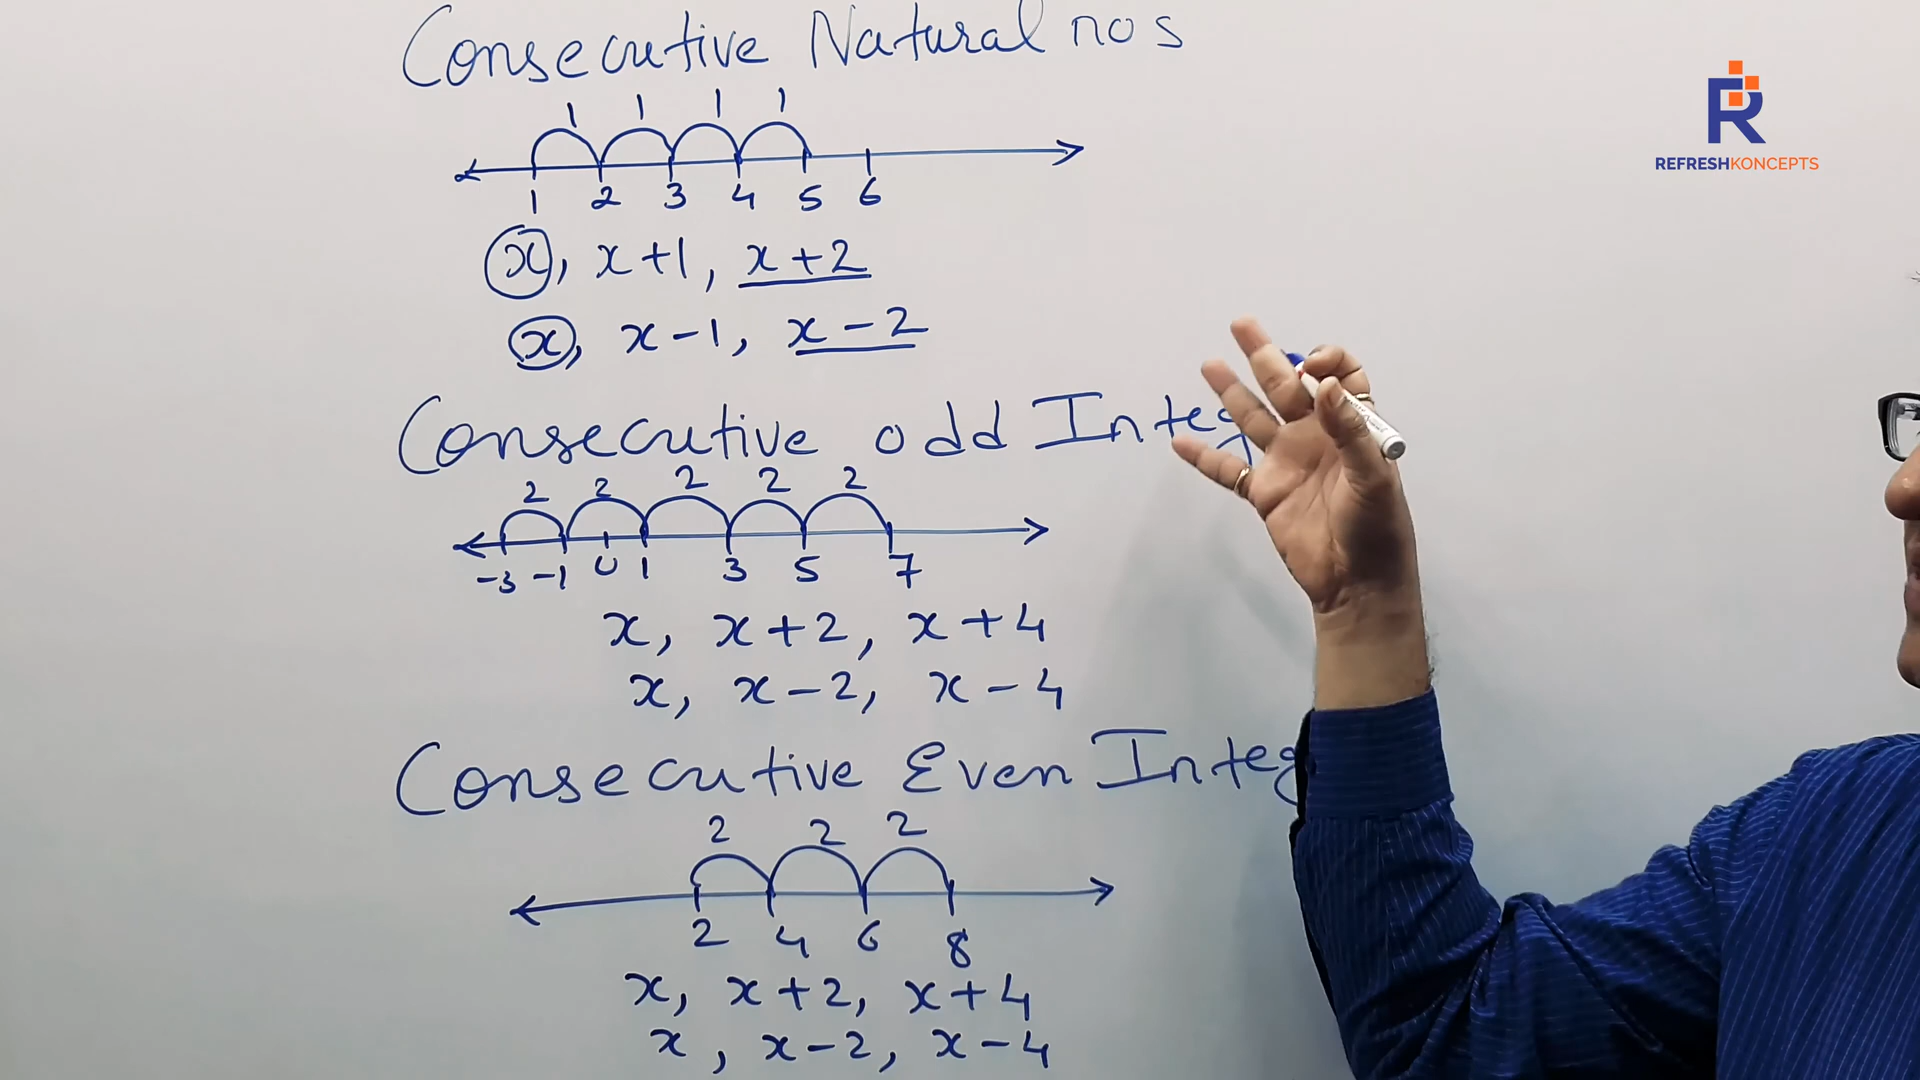 Consecutive Natural nos
1 1 1 1
1 2 3 4 5 6
x, x+1, x+2
x, x-1, x-2
Consecutive odd Integ
2 2 2 2 2
-3 -1 0 1 3 5 7
x, x+2, x+4
x, x-2, x-4
Consecutive Even Integ
2 2 2
2 4 6 8
x, x+2, x+4
x, x-2, x-4
REFRESHKONCEPTS